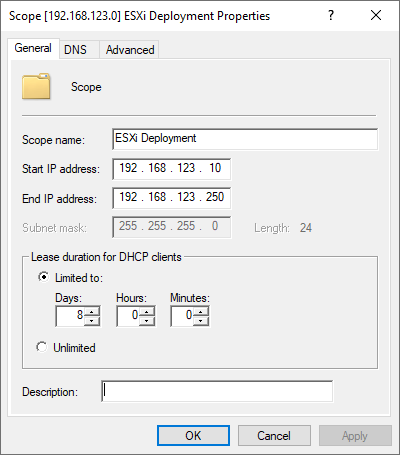 Scope [192.168.123.0] ESXi Deployment Properties
General DNS Advanced
Scope
Scope name: ESXi Deployment
Start IP address: 192 . 168 . 123 . 10
End IP address: 192 . 168 . 123 . 250
Subnet mask: 255 . 255 . 255 . 0 Length: 24
Lease duration for DHCP clients
Limited to:
Days: Hours: Minutes:
8 0 0
Unlimited
Description:
OK Cancel Apply